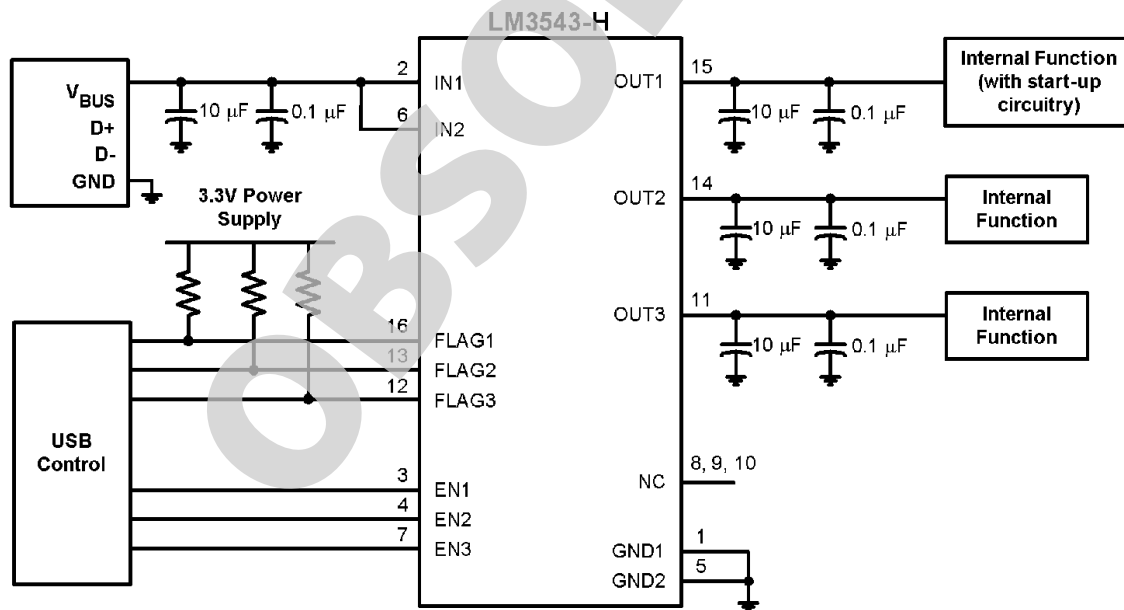 LM3543-H
V_BUS
D+
D-
GND
10 µF
0.1 µF
2
6
IN1
IN2
3.3V Power
Supply
USB
Control
16
13
12
FLAG1
FLAG2
FLAG3
3
4
7
EN1
EN2
EN3
OUT1
15
10 µF
0.1 µF
Internal Function
(with start-up
circuitry)
OUT2
14
10 µF
0.1 µF
Internal
Function
OUT3
11
10 µF
0.1 µF
Internal
Function
NC
8, 9, 10
GND1
1
GND2
5
OBSOL